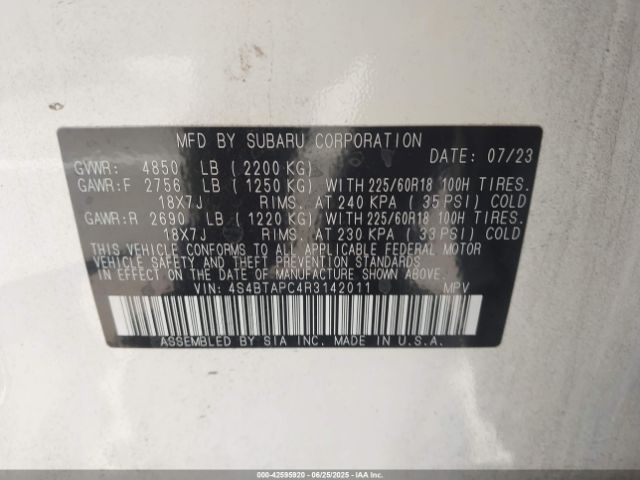 MFD BY SUBARU CORPORATION
GVWR: 4850 LB (2200 KG) DATE: 07/23
GAWR:F 2756 LB (1250 KG) WITH 225/60R18 100H TIRES.
18X7J RIMS. AT 240 KPA (35 PSI) COLD
GAWR:R 2690 LB (1220 KG) WITH 225/60R18 100H TIRES.
18X7J RIMS. AT 230 KPA (33 PSI) COLD
THIS VEHICLE CONFORMS TO ALL APPLICABLE FEDERAL MOTOR
VEHICLE SAFETY AND THEFT PREVENTION STANDARDS IN EFFECT
ON THE DATE OF MANUFACTURE SHOWN ABOVE.
VIN: 4S4BTAPC4R3142011 MPV
ASSEMBLED BY SIA INC. MADE IN U.S.A.
000-42595920 - 06/25/2025 - IAA Inc.